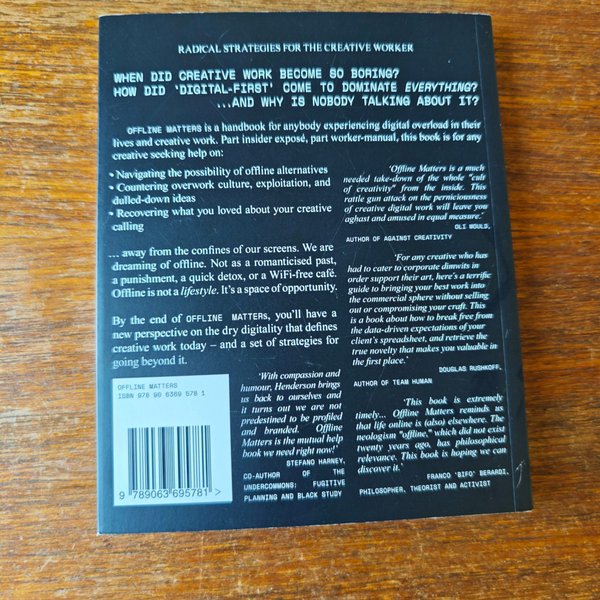 RADICAL STRATEGIES FOR THE CREATIVE WORKER
WHEN DID CREATIVE WORK BECOME SO BORING?
HOW DID 'DIGITAL-FIRST' COME TO DOMINATE EVERYTHING?
...AND WHY IS NOBODY TALKING ABOUT IT?
OFFLINE MATTERS is a handbook for anybody experiencing digital overload in their
lives and creative work. Part insider exposé, part worker-manual, this book is for any
creative seeking help on:
• Navigating the possibility of offline alternatives
• Countering overwork culture, exploitation, and
dulled-down ideas
• Recovering what you loved about your creative
calling
... away from the confines of our screens. We are
dreaming of offline. Not as a romanticised past,
a punishment, a quick detox, or a WiFi-free café.
Offline is not a lifestyle. It's a space of opportunity.
By the end of OFFLINE MATTERS, you'll have a
new perspective on the dry digitality that defines
creative work today – and a set of strategies for
going beyond it.
'Offline Matters is a much
needed take-down of the whole "cult
of creativity" from the inside. This
rattle gun attack on the perniciousness
of creative digital work will leave you
aghast and amused in equal measure.'
OLI MOULD,
AUTHOR OF AGAINST CREATIVITY
'For any creative who has
had to cater to corporate dimwits in
order support their art, here's a terrific
guide to bringing your best work into
the commercial sphere without selling
out or compromising your craft. This
is a book about how to break free from
the data-driven expectations of your
client's spreadsheet, and retrieve the
true novelty that makes you valuable in
the first place.'
DOUGLAS RUSHKOFF,
AUTHOR OF TEAM HUMAN
'With compassion and
humour, Henderson brings
us back to ourselves and
it turns out we are not
predestined to be profiled
and branded. Offline
Matters is the mutual help
book we need right now!'
STEFANO HARNEY,
CO-AUTHOR OF THE
UNDERCOMMONS: FUGITIVE
PLANNING AND BLACK STUDY
'This book is extremely
timely... Offline Matters reminds us
that life online is (also) elsewhere. The
neologism "offline," which did not exist
twenty years ago, has philosophical
relevance. This book is hoping we can
discover it.'
FRANCO 'BIFO' BERARDI,
PHILOSOPHER, THEORIST AND ACTIVIST
OFFLINE MATTERS
ISBN 978 90 6369 578 1
9 789063 695781 >